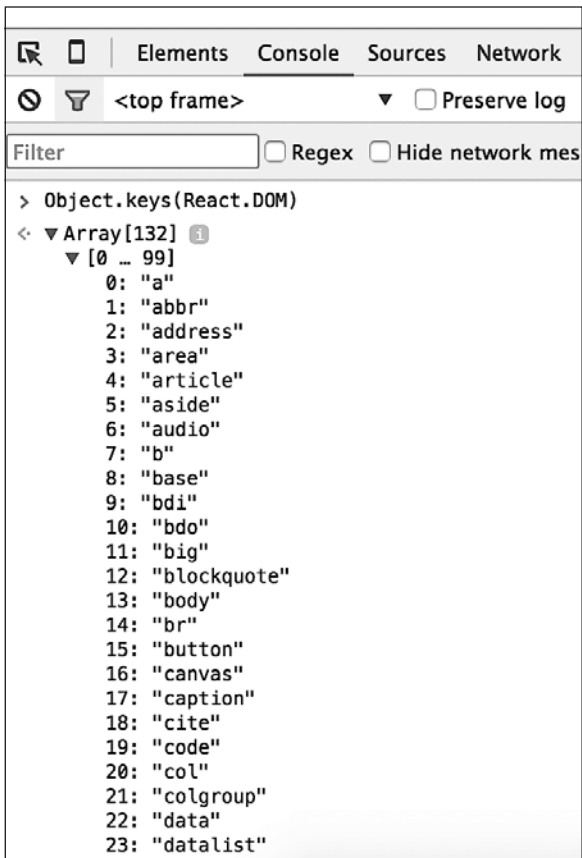 Elements Console Sources Network
<top frame> ▼ Preserve log
Filter Regex Hide network mes
> Object.keys(React.DOM)
<· ▼ Array[132] i
▼ [0 … 99]
0: "a"
1: "abbr"
2: "address"
3: "area"
4: "article"
5: "aside"
6: "audio"
7: "b"
8: "base"
9: "bdi"
10: "bdo"
11: "big"
12: "blockquote"
13: "body"
14: "br"
15: "button"
16: "canvas"
17: "caption"
18: "cite"
19: "code"
20: "col"
21: "colgroup"
22: "data"
23: "datalist"